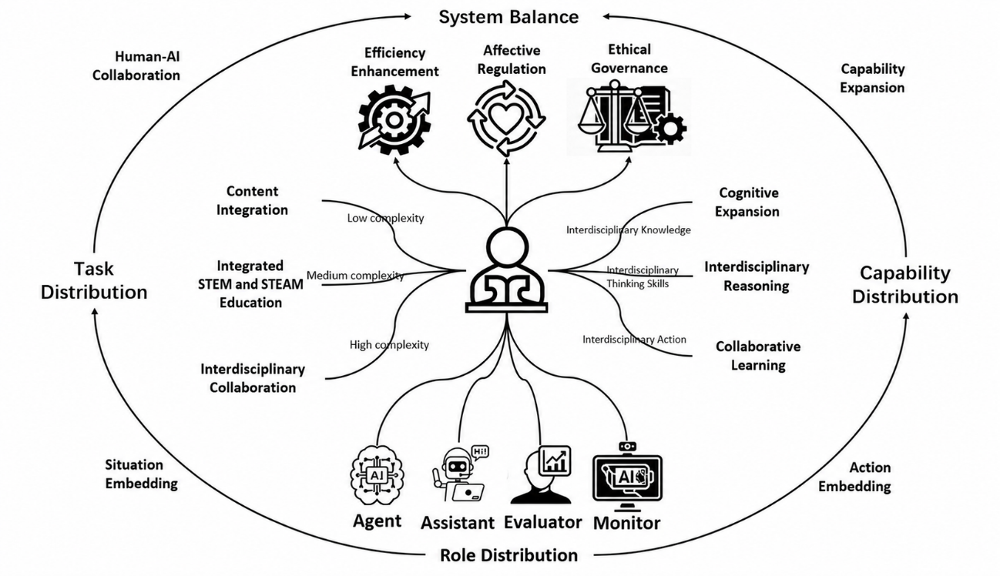 System Balance
Human-AI
Collaboration
Efficiency
Enhancement
Affective
Regulation
Ethical
Governance
Capability
Expansion
Content
Integration
Low complexity
Cognitive
Expansion
Interdisciplinary Knowledge
Task
Distribution
Integrated
STEM and STEAM
Education
Medium complexity
Interdisciplinary
Thinking Skills
Interdisciplinary
Reasoning
Capability
Distribution
Interdisciplinary
Collaboration
High complexity
Interdisciplinary Action
Collaborative
Learning
Situation
Embedding
AI
Hi!
AI
Action
Embedding
Agent
Assistant
Evaluator
Monitor
Role Distribution